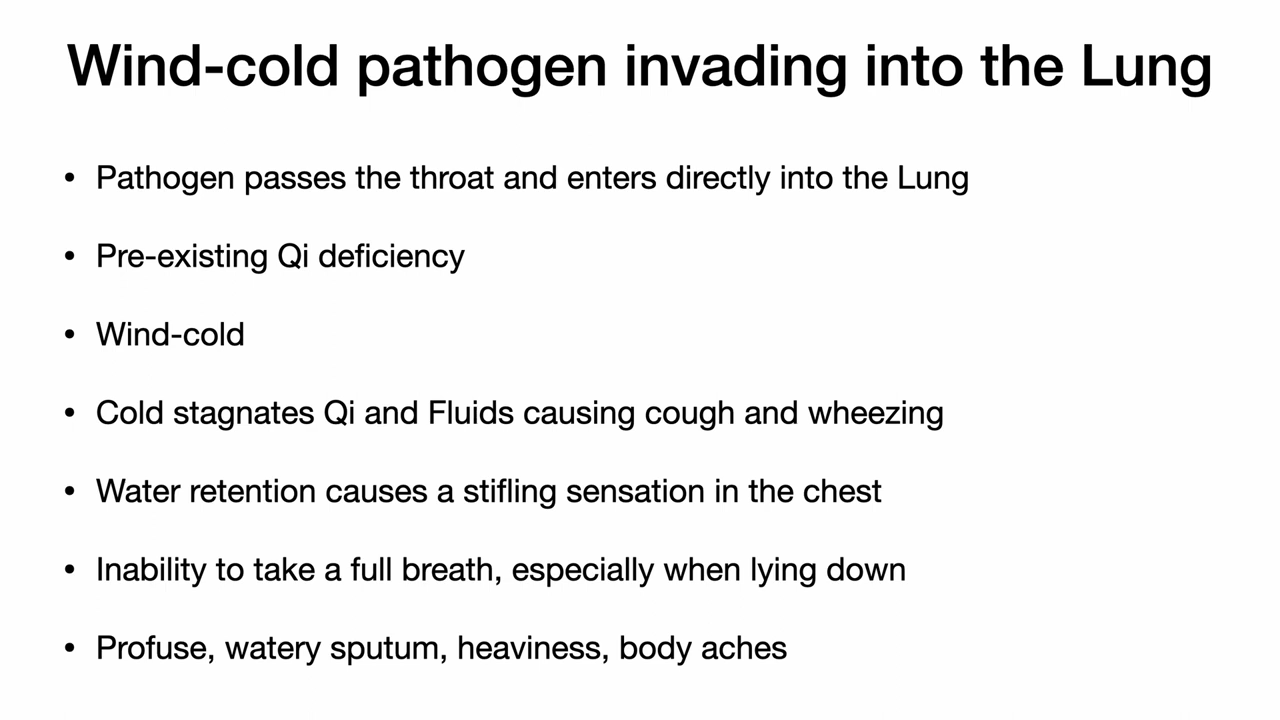 Wind-cold pathogen invading into the Lung
• Pathogen passes the throat and enters directly into the Lung
• Pre-existing Qi deficiency
• Wind-cold
• Cold stagnates Qi and Fluids causing cough and wheezing
• Water retention causes a stifling sensation in the chest
• Inability to take a full breath, especially when lying down
• Profuse, watery sputum, heaviness, body aches